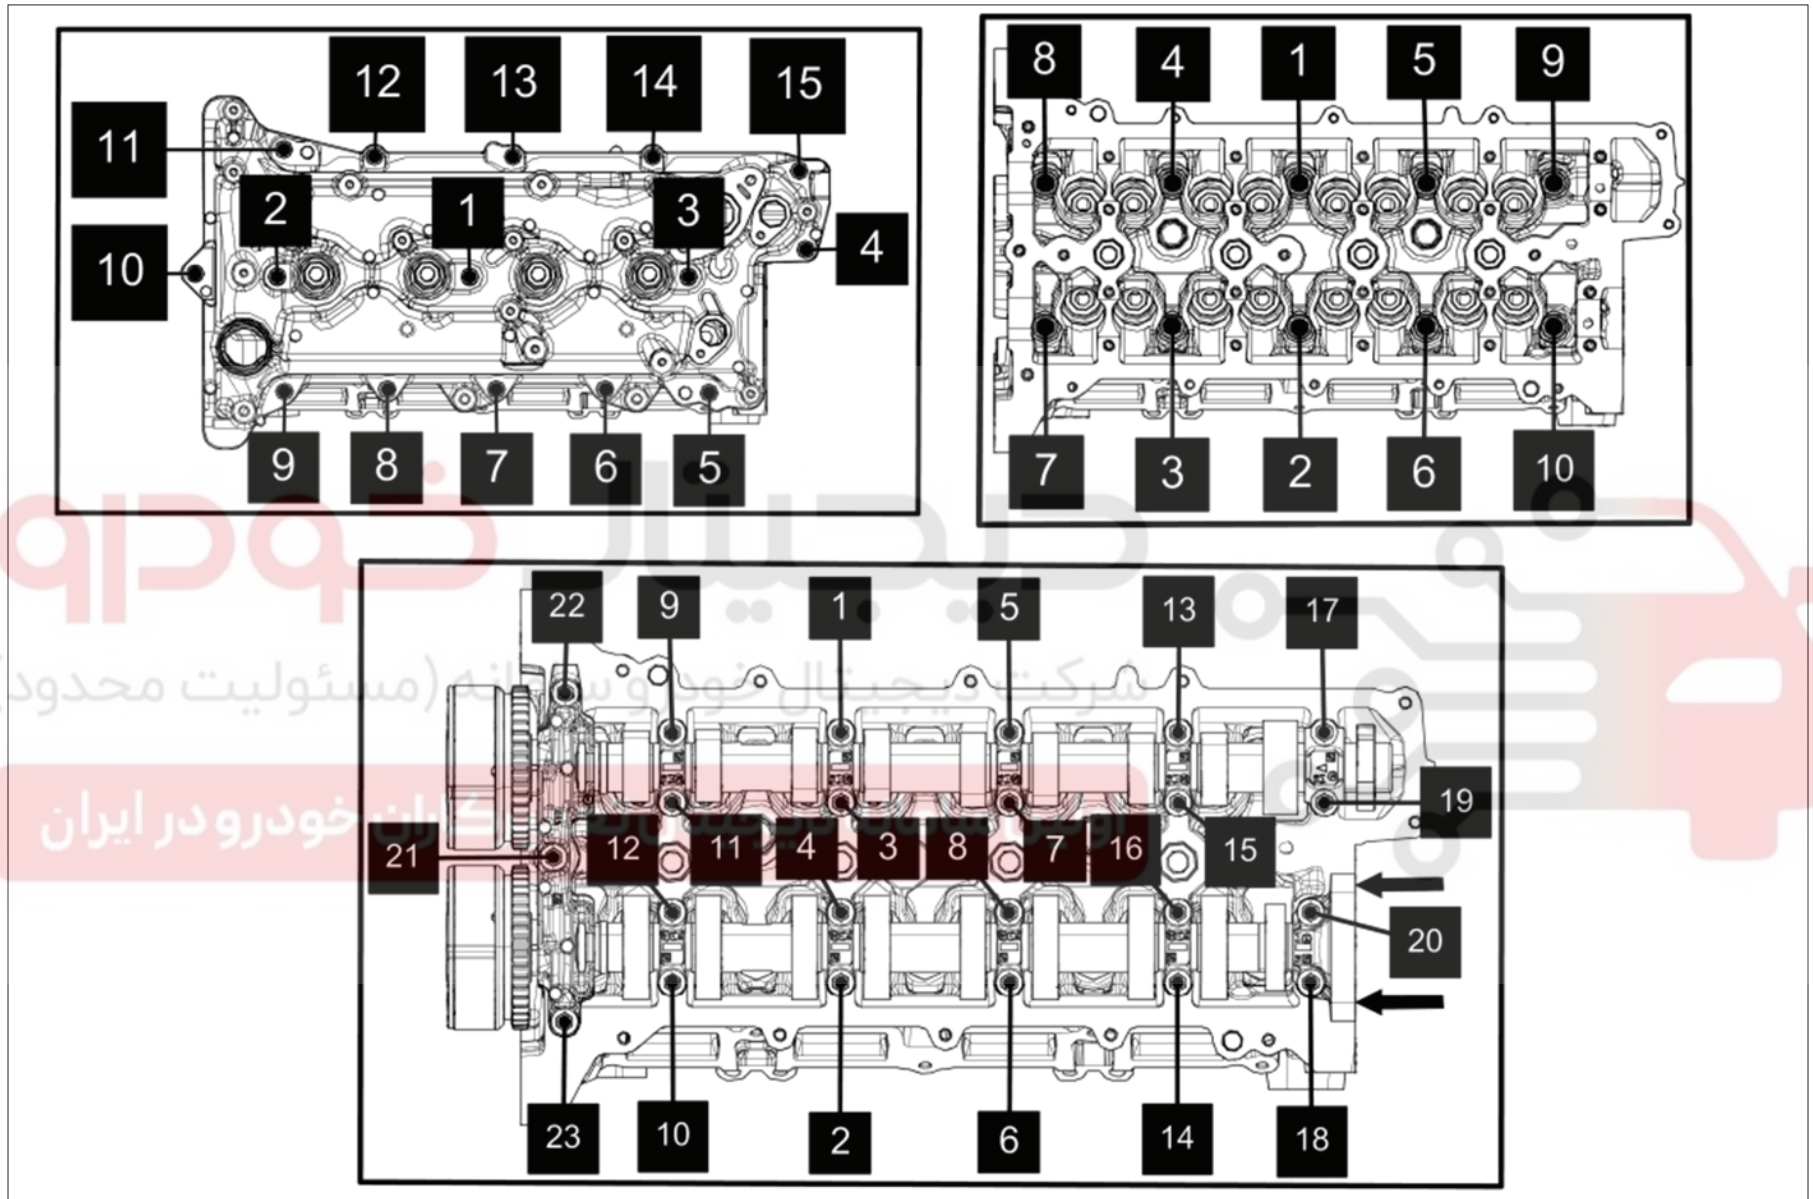 12 13 14 15
11
2 1 3
10 4
9 8 7 6 5
8 4 1 5 9
7 3 2 6 10
22 9 1 5 13 17
19
21 12 11 4 3 8 7 16 15
20
23 10 2 6 14 18
دیجیتال خودرو
شرکت دیجیتال خودرو سامانه (مسئولیت محدود)
اولین سامانه دیجیتال تعمیرکاران خودرو در ایران